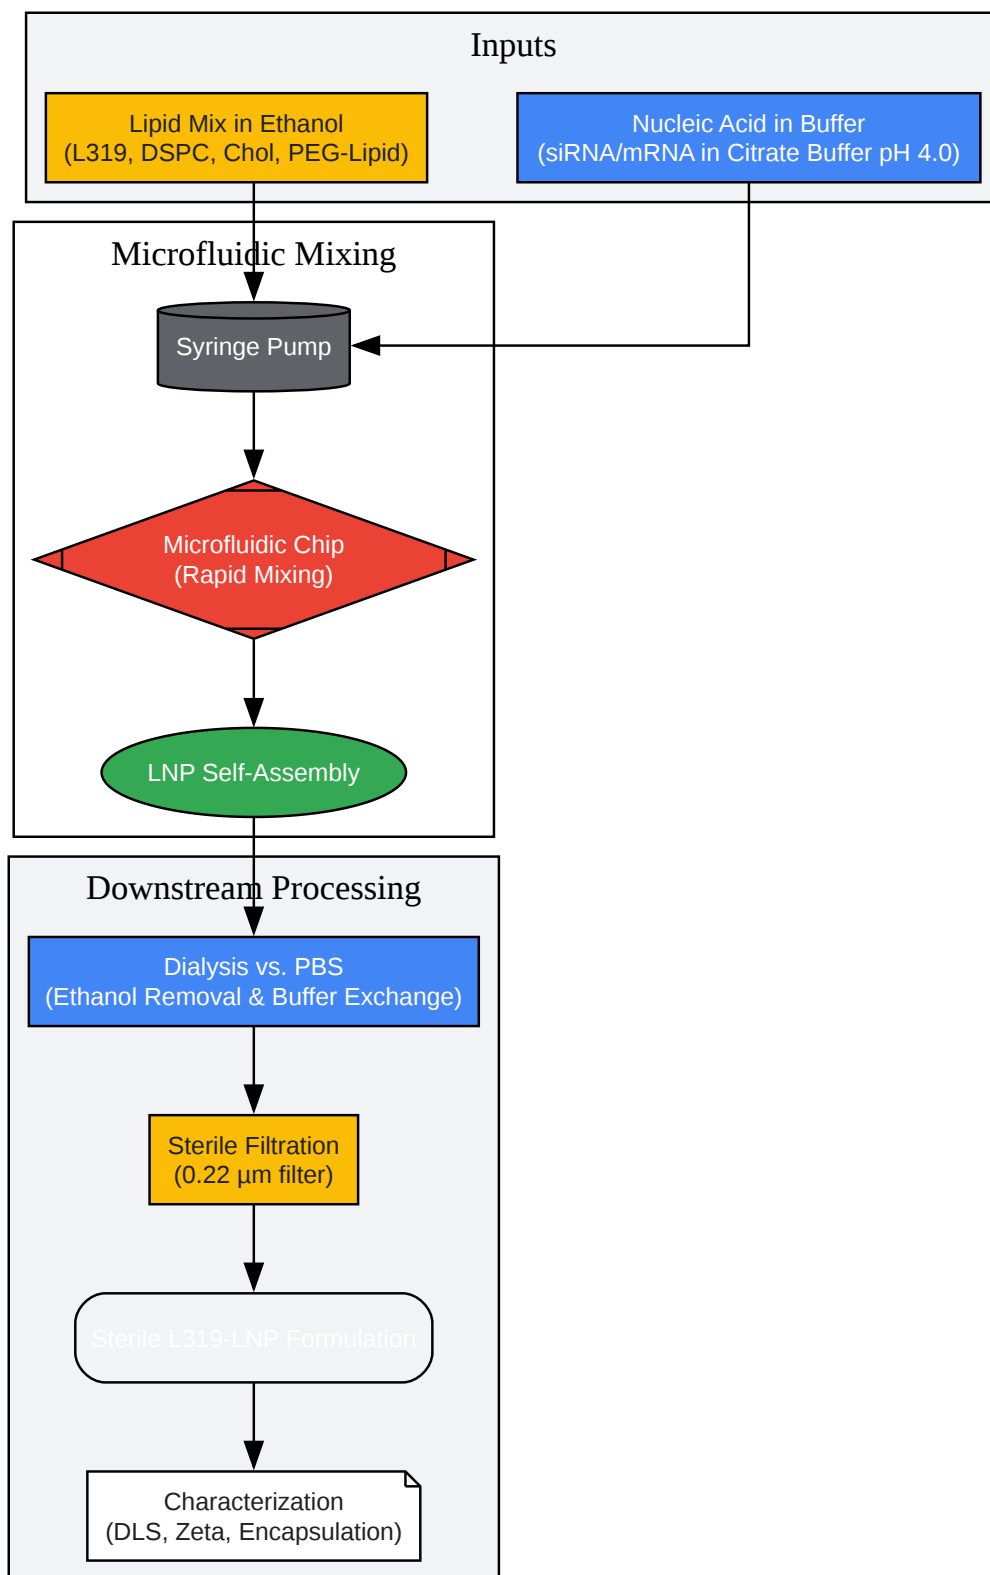 Inputs
Lipid Mix in Ethanol
(L319, DSPC, Chol, PEG-Lipid)
Nucleic Acid in Buffer
(siRNA/mRNA in Citrate Buffer pH 4.0)
Microfluidic Mixing
Syringe Pump
Microfluidic Chip
(Rapid Mixing)
LNP Self-Assembly
Downstream Processing
Dialysis vs. PBS
(Ethanol Removal & Buffer Exchange)
Sterile Filtration
(0.22 µm filter)
Sterile L319-LNP Formulation
Characterization
(DLS, Zeta, Encapsulation)